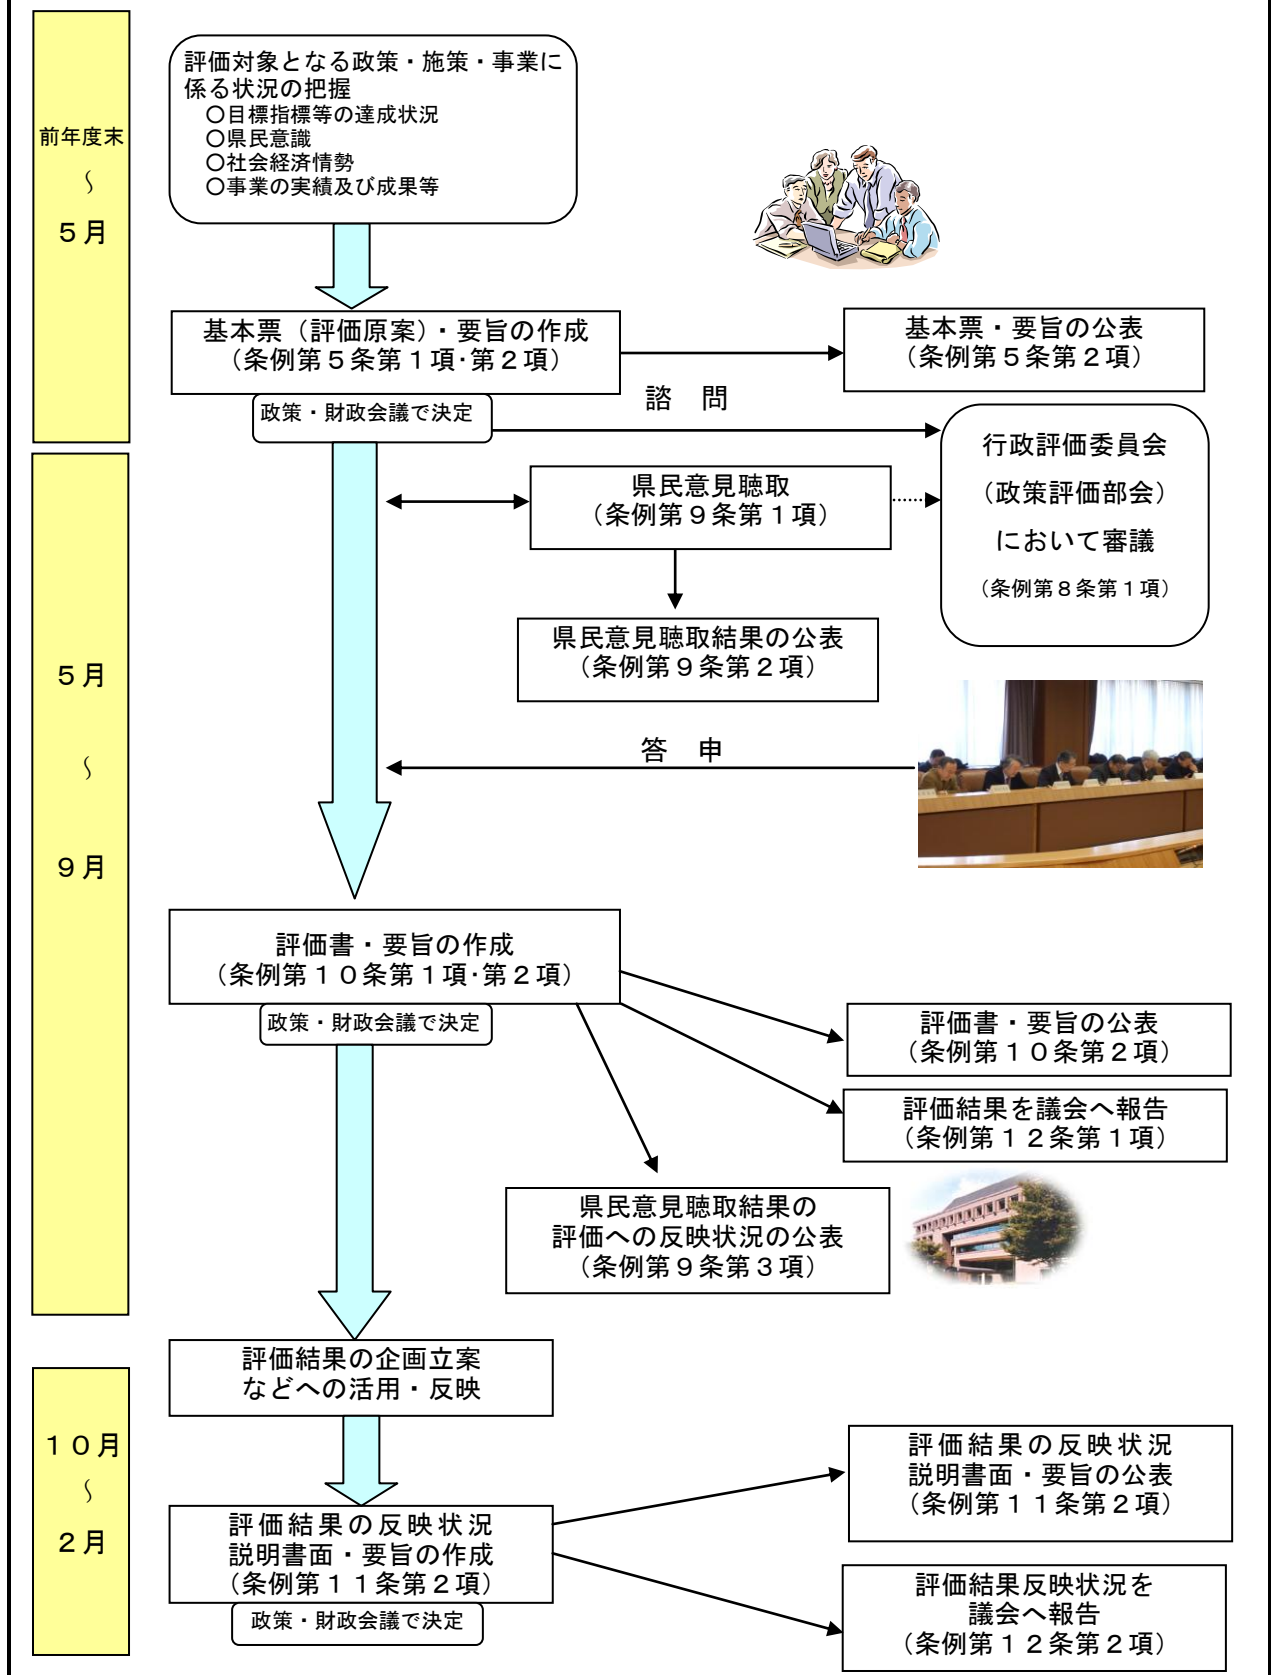 前年度末
～
５月
評価対象となる政策・施策・事業に
係る状況の把握
○目標指標等の達成状況
○県民意識
○社会経済情勢
○事業の実績及び成果等
基本票（評価原案）・要旨の作成
（条例第５条第１項・第２項）
政策・財政会議で決定
基本票・要旨の公表
（条例第５条第２項）
諮　問
行政評価委員会
（政策評価部会）
において審議
（条例第８条第１項）
５月
～
９月
県民意見聴取
（条例第９条第１項）
県民意見聴取結果の公表
（条例第９条第２項）
答　申
評価書・要旨の作成
（条例第１０条第１項・第２項）
政策・財政会議で決定
評価書・要旨の公表
（条例第１０条第２項）
評価結果を議会へ報告
（条例第１２条第１項）
県民意見聴取結果の
評価への反映状況の公表
（条例第９条第３項）
１０月
～
２月
評価結果の企画立案
などへの活用・反映
評価結果の反映状況
説明書面・要旨の作成
（条例第１１条第２項）
政策・財政会議で決定
評価結果の反映状況
説明書面・要旨の公表
（条例第１１条第２項）
評価結果反映状況を
議会へ報告
（条例第１２条第２項）